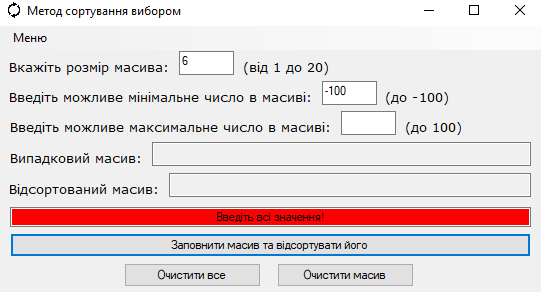 Метод сортування вибором
Меню
Вкажіть розмір масива: 6 (від 1 до 20)
Введіть можливе мінімальне число в масиві: -100 (до -100)
Введіть можливе максимальне число в масиві: (до 100)
Випадковий масив:
Відсортований масив:
Введіть всі значення!
Заповнити масив та відсортувати його
Очистити все Очистити масив